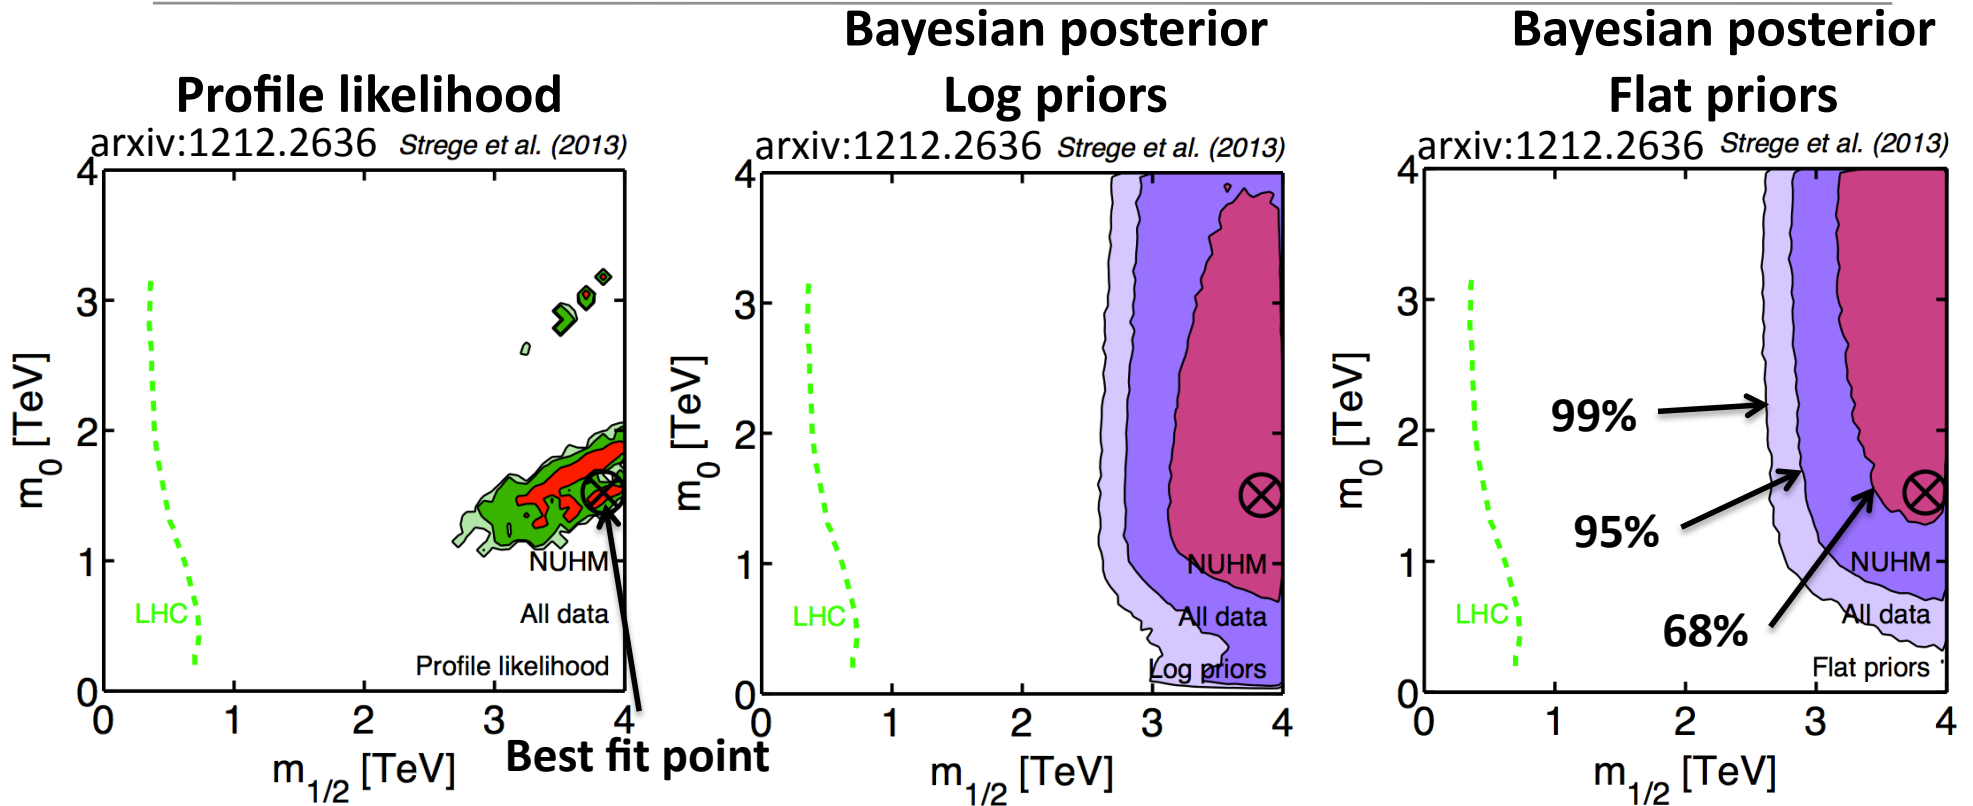 Profile likelihood
arxiv:1212.2636 Strege et al. (2013)
4
3
2
1
0
m0 [TeV]
LHC
NUHM
All data
Profile likelihood
0 1 2 3 4
m1/2 [TeV]
Best fit point
Bayesian posterior
Log priors
arxiv:1212.2636 Strege et al. (2013)
4
3
2
1
0
m0 [TeV]
LHC
NUHM
All data
Log priors
0 1 2 3 4
m1/2 [TeV]
Bayesian posterior
Flat priors
arxiv:1212.2636 Strege et al. (2013)
4
3
2
1
0
m0 [TeV]
99%
95%
68%
LHC
NUHM
All data
Flat priors
0 1 2 3 4
m1/2 [TeV]